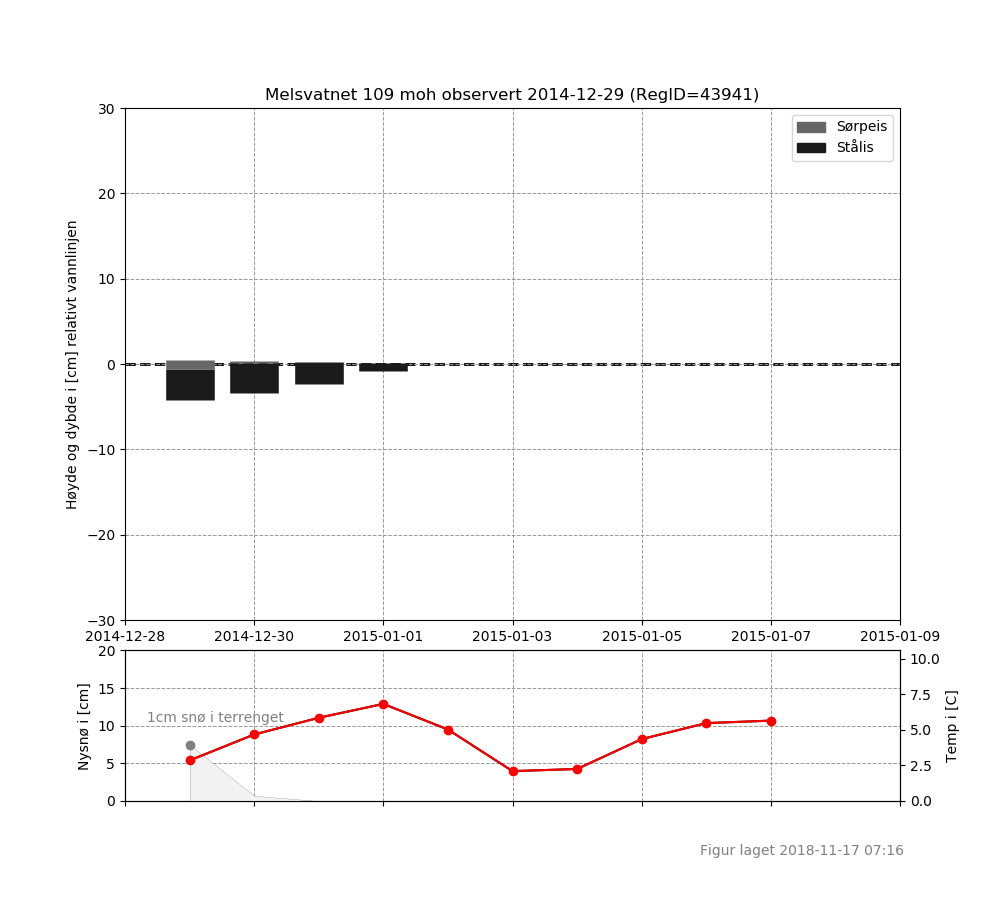 Melsvatnet 109 moh observert 2014-12-29 (RegID=43941)
Sørpeis
Stålis
Høyde og dybde i [cm] relativt vannlinjen
30
20
10
0
−10
−20
−30
2014-12-28 2014-12-30 2015-01-01 2015-01-03 2015-01-05 2015-01-07 2015-01-09
Nysnø i [cm]
20
15
10
5
0
1cm snø i terrenget
10.0
7.5
5.0
2.5
0.0
Temp i [C]
Figur laget 2018-11-17 07:16